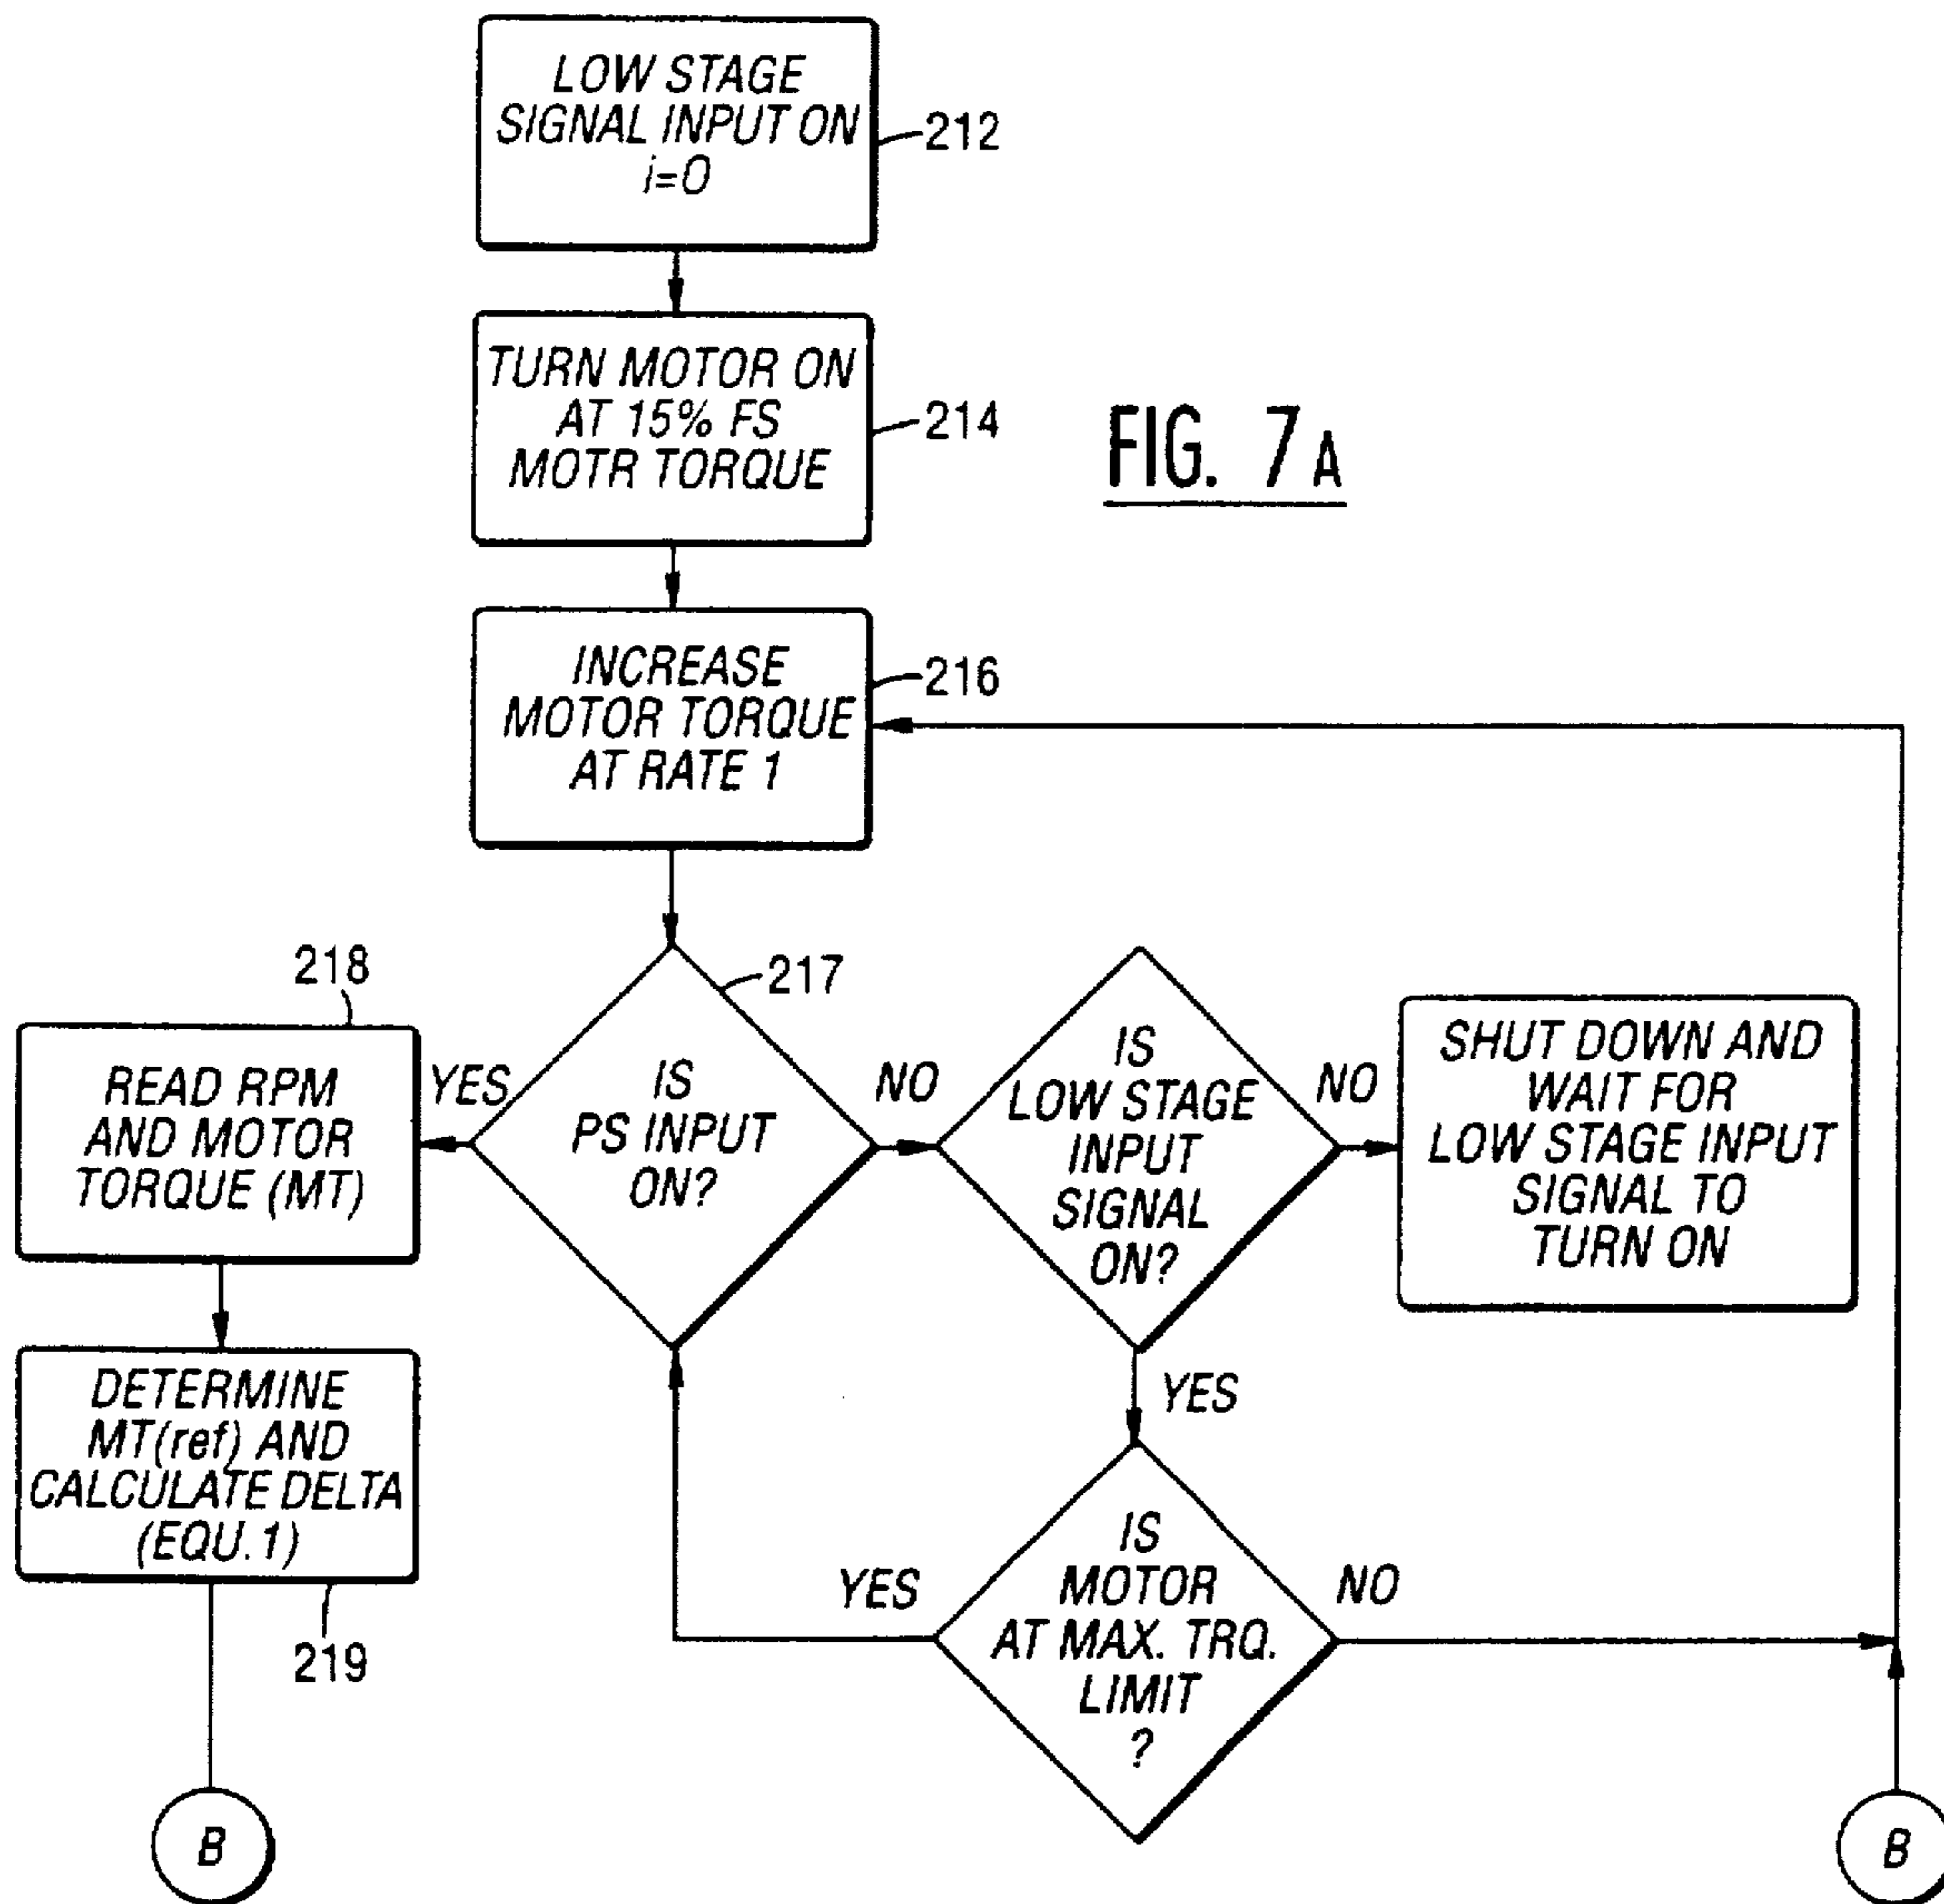 LOW STAGE
SIGNAL INPUT ON
i=0
212
TURN MOTOR ON
AT 15% FS
MOTR TORQUE
214
FIG. 7A
INCREASE
MOTOR TORQUE
AT RATE 1
216
218
217
READ RPM
AND MOTOR
TORQUE (MT)
YES
IS
PS INPUT
ON?
NO
IS
LOW STAGE
INPUT
SIGNAL
ON?
NO
SHUT DOWN AND
WAIT FOR
LOW STAGE INPUT
SIGNAL TO
TURN ON
DETERMINE
MT(ref) AND
CALCULATE DELTA
(EQU. 1)
219
YES
YES
IS
MOTOR
AT MAX. TRQ.
LIMIT
?
NO
B
B